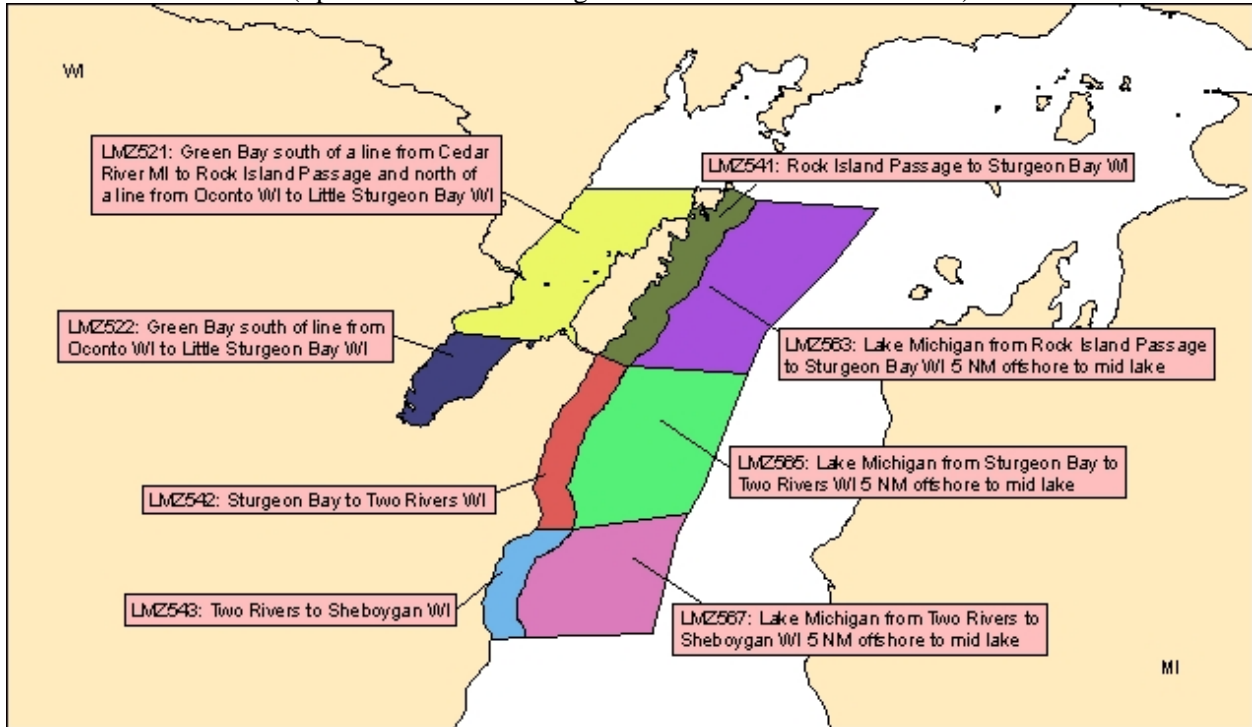 WI
LMZ521: Green Bay south of a line from Cedar
River MI to Rock Island Passage and north of
a line from Oconto WI to Little Sturgeon Bay WI
LMZ541: Rock Island Passage to Sturgeon Bay WI
LMZ522: Green Bay south of line from
Oconto WI to Little Sturgeon Bay WI
LMZ563: Lake Michigan from Rock Island Passage
to Sturgeon Bay WI 5 NM offshore to mid lake
LMZ565: Lake Michigan from Sturgeon Bay to
Two Rivers WI 5 NM offshore to mid lake
LMZ542: Sturgeon Bay to Two Rivers WI
LMZ543: Two Rivers to Sheboygan WI
LMZ567: Lake Michigan from Two Rivers to
Sheboygan WI 5 NM offshore to mid lake
MI